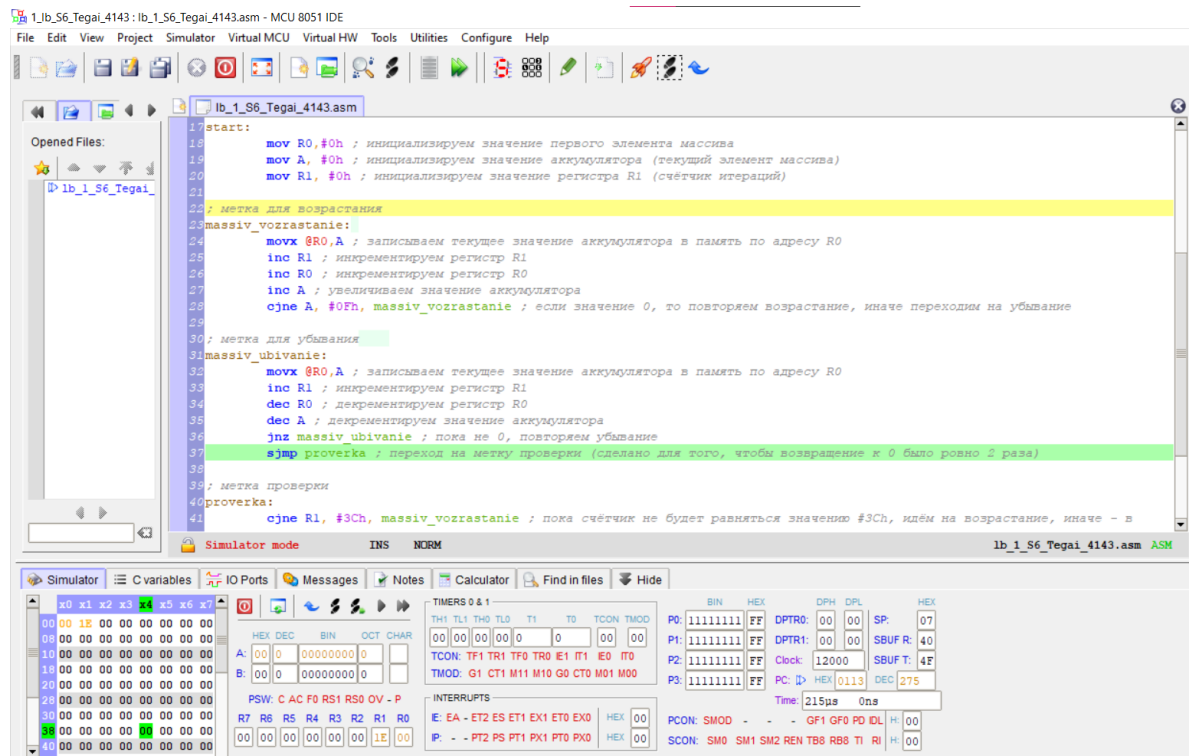 1_lb_S6_Tegai_4143 : lb_1_S6_Tegai_4143.asm - MCU 8051 IDE
File Edit View Project Simulator Virtual MCU Virtual HW Tools Utilities Configure Help
lb_1_S6_Tegai_4143.asm
Opened Files:
lb_1_S6_Tegai_
17 start:
18 mov R0,#0h ; инициализируем значение первого элемента массива
19 mov A, #0h ; инициализируем значение аккумулятора (текущий элемент массива)
20 mov R1, #0h ; инициализируем значение регистра R1 (счётчик итераций)
21
22 ; метка для возрастания
23 massiv_vozrastanie:
24 movx @R0,A ; записываем текущее значение аккумулятора в память по адресу R0
25 inc R1 ; инкрементируем регистр R1
26 inc R0 ; инкрементируем регистр R0
27 inc A ; увеличиваем значение аккумулятора
28 cjne A, #0Fh, massiv_vozrastanie ; если значение 0, то повторяем возрастание, иначе переходим на убывание
29
30 ; метка для убывания
31 massiv_ubivanie:
32 movx @R0,A ; записываем текущее значение аккумулятора в память по адресу R0
33 inc R1 ; инкрементируем регистр R1
34 dec R0 ; декрементируем регистр R0
35 dec A ; декрементируем значение аккумулятора
36 jnz massiv_ubivanie ; пока не 0, повторяем убывание
37 sjmp proverka ; переход на метку проверки (сделано для того, чтобы возвращение к 0 было ровно 2 раза)
38
39 ; метка проверки
40 proverka:
41 cjne R1, #3Ch, massiv_vozrastanie ; пока счётчик не будет равняться значению #3Ch, идём на возрастание, иначе - в
Simulator mode INS NORM lb_1_S6_Tegai_4143.asm ASM
Simulator C variables IO Ports Messages Notes Calculator Find in files Hide
x0 x1 x2 x3 x4 x5 x6 x7
00 00 1E 00 00 00 00 00 00
08 00 00 00 00 00 00 00 00
10 00 00 00 00 00 00 00 00
18 00 00 00 00 00 00 00 00
20 00 00 00 00 00 00 00 00
28 00 00 00 00 00 00 00 00
30 00 00 00 00 00 00 00 00
38 00 00 00 00 00 00 00 00
40 00 00 00 00 00 00 00 00
HEX DEC BIN OCT CHAR
A: 00 0 00000000 0
B: 00 0 00000000 0
PSW: C AC F0 RS1 RS0 OV - P
R7 R6 R5 R4 R3 R2 R1 R0
00 00 00 00 00 00 1E 00
TIMERS 0 & 1
TH1 TL1 TH0 TL0 T1 T0 TCON TMOD
00 00 00 00 0 0 00 00
TCON: TF1 TR1 TF0 TR0 IE1 IT1 IE0 IT0
TMOD: G1 CT1 M11 M10 G0 CT0 M01 M00
INTERRUPTS
IE: EA - ET2 ES ET1 EX1 ET0 EX0 HEX 00
IP: - - PT2 PS PT1 PX1 PT0 PX0 HEX 00
BIN HEX DPH DPL HEX
P0: 11111111 FF DPTR0: 00 00 SP: 07
P1: 11111111 FF DPTR1: 00 00 SBUF R: 40
P2: 11111111 FF Clock: 12000 SBUF T: 4F
P3: 11111111 FF PC: HEX 0113 DEC 275
Time: 215µs 0ns
PCON: SMOD - - - GF1 GF0 PD IDL H: 00
SCON: SM0 SM1 SM2 REN TB8 RB8 TI RI H: 00